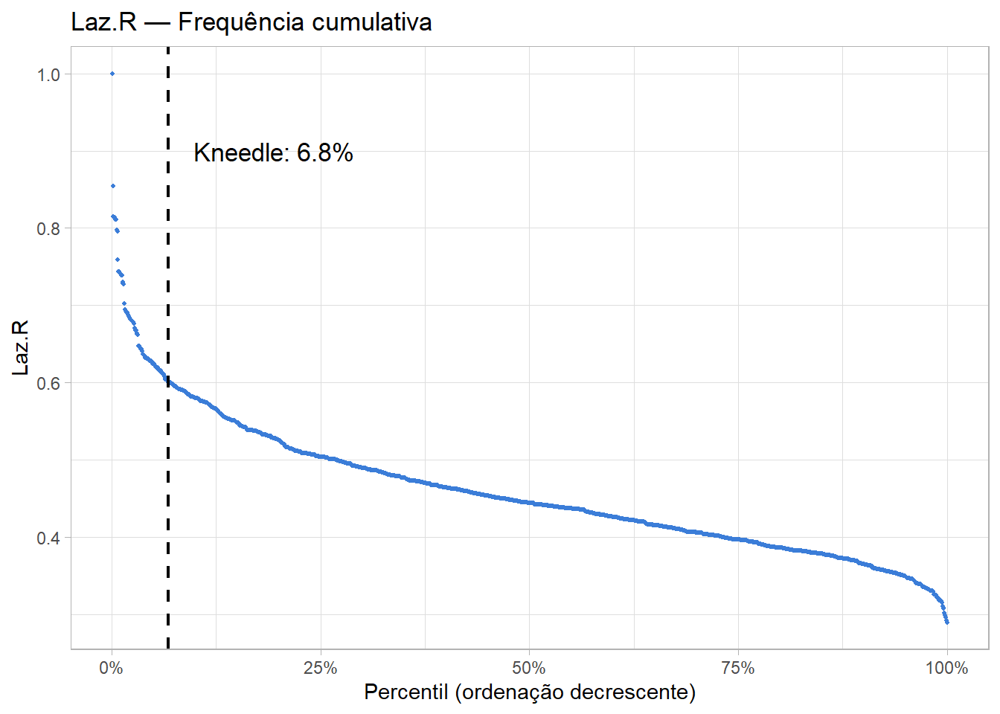 Laz.R — Frequência cumulativa
Kneedle: 6.8%
Laz.R
1.0
0.8
0.6
0.4
0%
25%
50%
75%
100%
Percentil (ordenação decrescente)